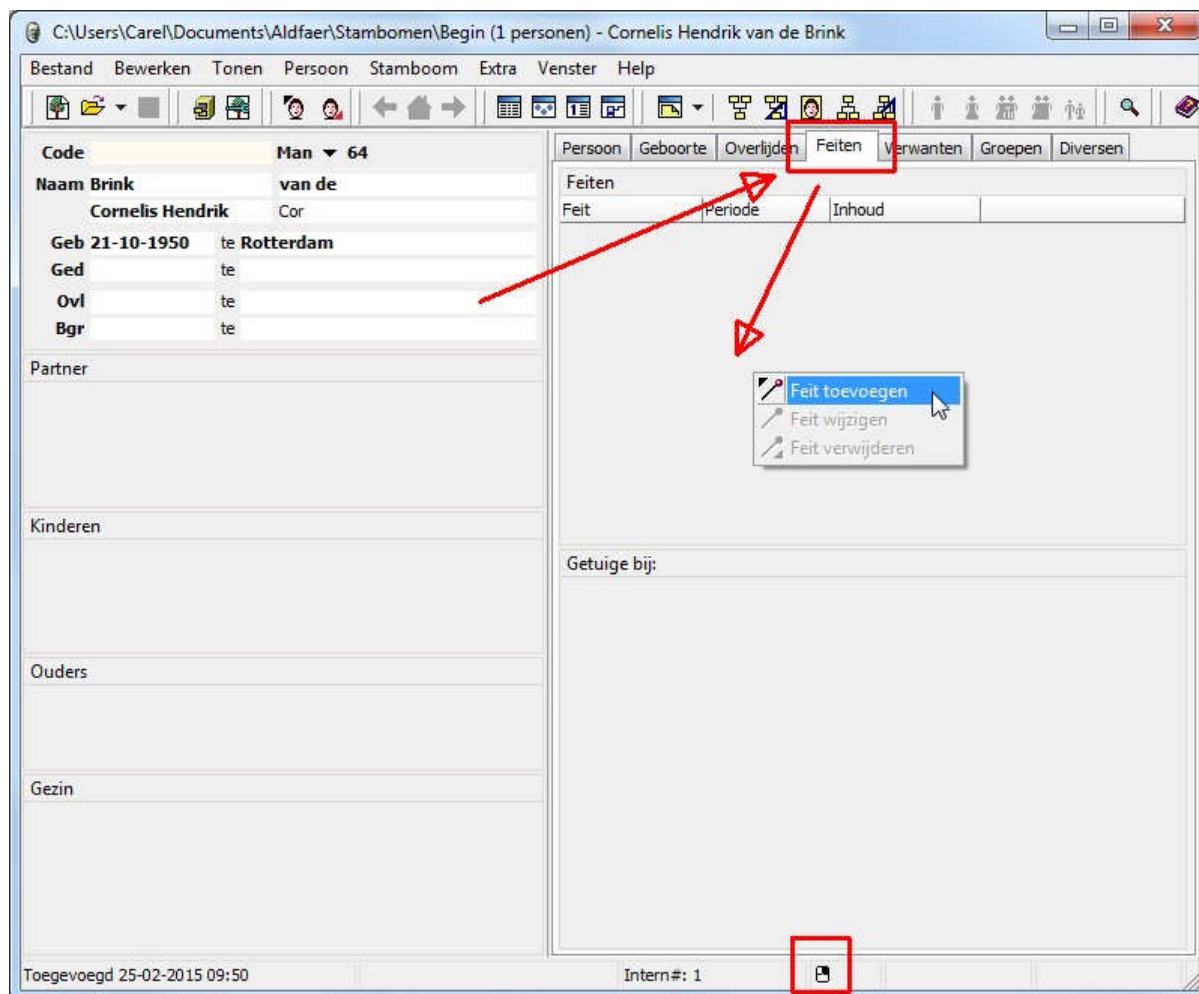 C:\Users\Carel\Documents\Aldfaer\Stambomen\Begin (1 personen) - Cornelis Hendrik van de Brink
Bestand Bewerken Tonen Persoon Stamboom Extra Venster Help
Code Man 64
Naam Brink van de
Cornelis Hendrik Cor
Geb 21-10-1950 te Rotterdam
Ged te
Ovl te
Bgr te
Partner
Kinderen
Ouders
Gezin
Persoon Geboorte Overlijden Feiten Verwanten Groepen Diversen
Feiten
Feit Periode Inhoud
Feit toevoegen
Feit wijzigen
Feit verwijderen
Getuige bij:
Toegevoegd 25-02-2015 09:50 Intern#: 1